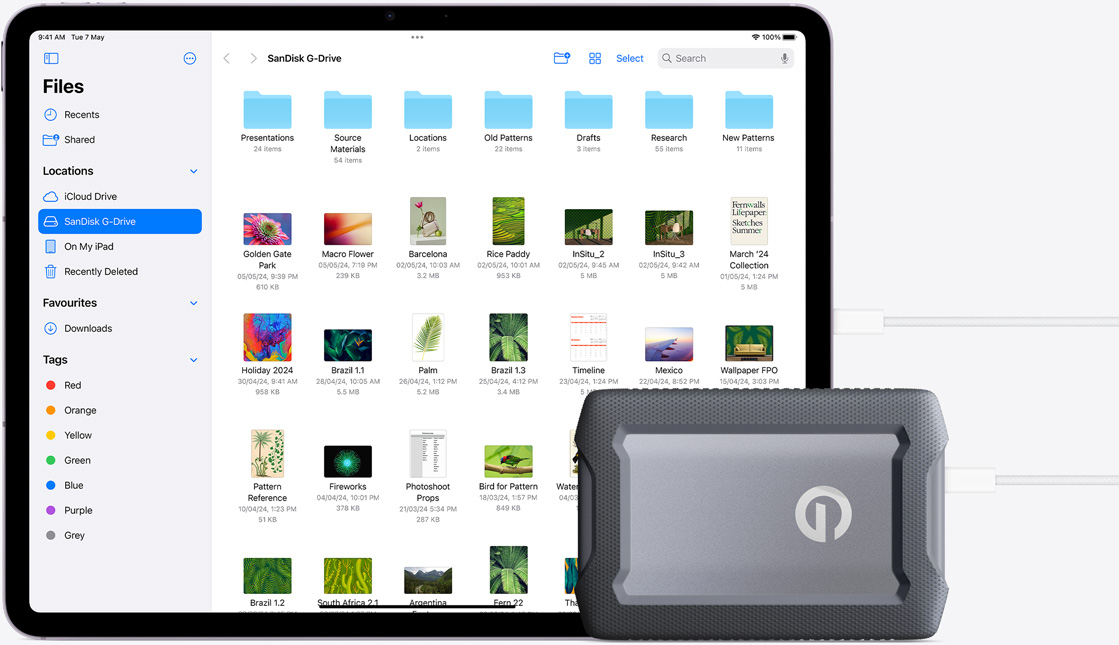 9:41 AM Tue 7 May
100%
SanDisk G-Drive
Select
Search
Files
Recents
Shared
Locations
iCloud Drive
SanDisk G-Drive
On My iPad
Recently Deleted
Favourites
Downloads
Tags
Red
Orange
Yellow
Green
Blue
Purple
Grey
Presentations
24 items
Source
Materials
54 items
Locations
2 items
Old Patterns
22 items
Drafts
3 items
Research
55 items
New Patterns
11 items
Golden Gate
Park
05/05/24, 9:39 PM
610 KB
Macro Flower
05/05/24, 7:19 PM
239 KB
Barcelona
02/05/24, 10:03 AM
3.2 MB
Rice Paddy
02/05/24, 10:01 AM
953 KB
InSitu_2
02/05/24, 9:45 AM
5 MB
InSitu_3
02/05/24, 9:42 AM
5 MB
Fernwalls
Lifepaper:
Sketches
Summer
March '24
Collection
01/05/24, 1:24 PM
5 MB
Holiday 2024
30/04/24, 9:41 AM
958 KB
Brazil 1.1
28/04/24, 10:05 AM
5.5 MB
Palm
26/04/24, 1:12 PM
5.2 MB
Brazil 1.3
25/04/24, 4:12 PM
3.4 MB
Timeline
23/04/24, 1:24 PM
5
Mexico
22/04/24, 8:52 PM
Wallpaper FPO
15/04/24, 3:03 PM
Pattern
Reference
10/04/24, 1:23 PM
51 KB
Fireworks
04/04/24, 10:01 PM
378 KB
Photoshoot
Props
21/03/24 5:34 PM
287 KB
Bird for Pattern
18/03/24, 1:57 PM
849 KB
Water
04/03
Brazil 1.2
South Africa 2.1
Argentina
Fern 22
Tha